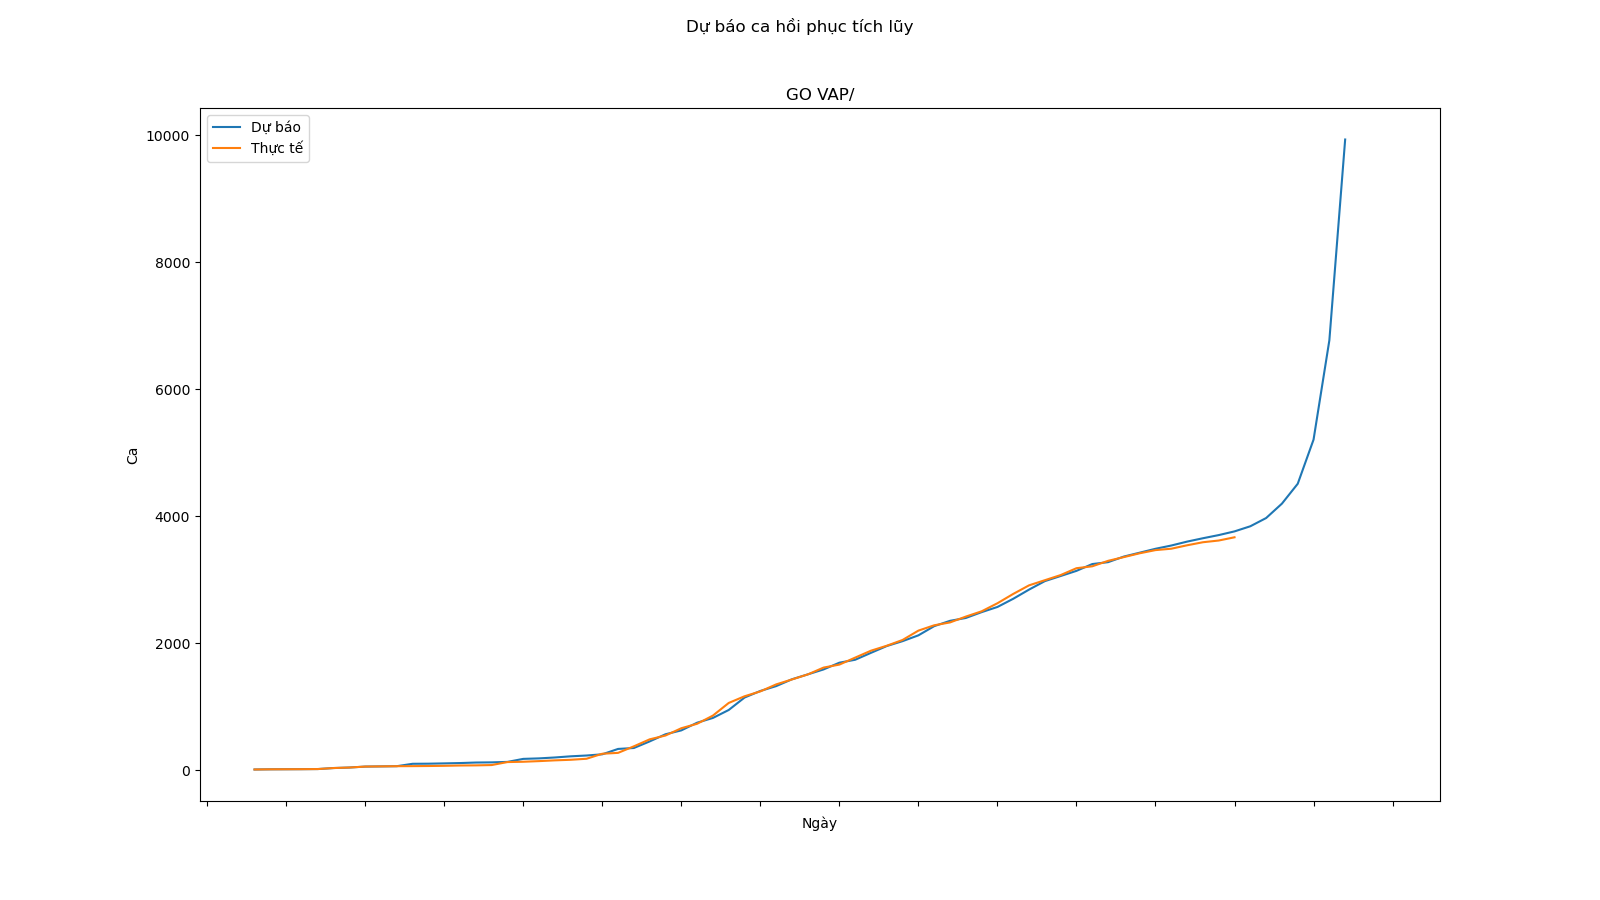 Dự báo ca hồi phục tích lũy
GO VAP/
Dự báo
Thực tế
10000
8000
6000
4000
2000
0
Ca
Ngày